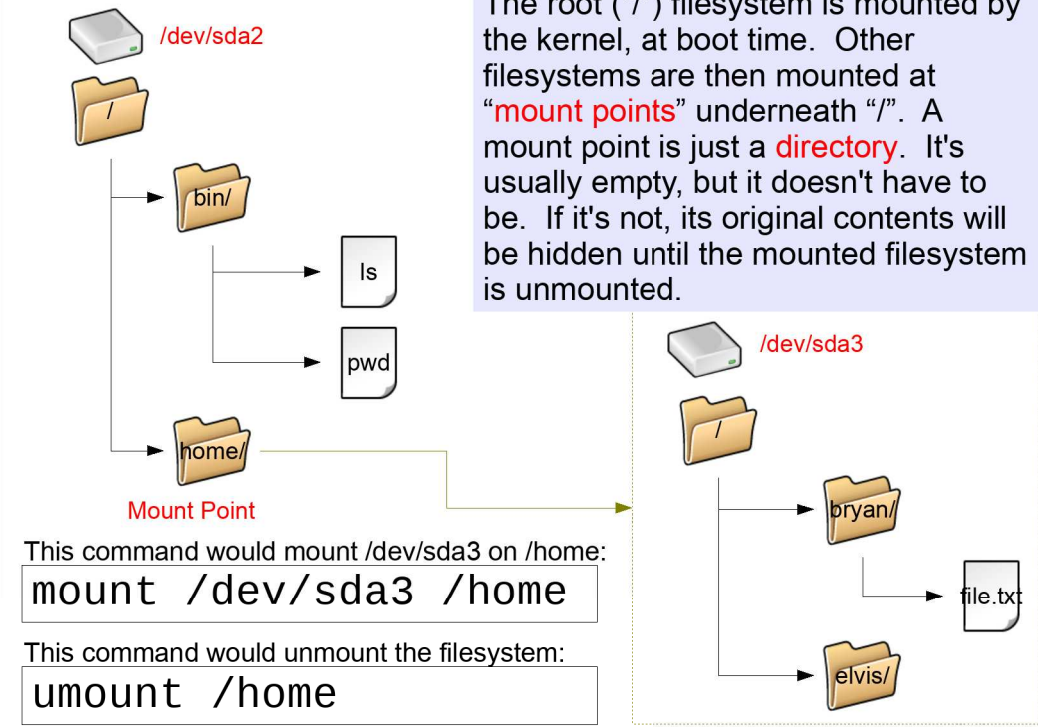 The root ("/") filesystem is mounted by
the kernel, at boot time. Other
filesystems are then mounted at
“mount points” underneath “/”. A
mount point is just a directory. It's
usually empty, but it doesn't have to
be. If it's not, its original contents will
be hidden until the mounted filesystem
is unmounted.
/dev/sda2
/
bin/
ls
pwd
home/
Mount Point
/dev/sda3
/
bryan/
file.txt
elvis/
This command would mount /dev/sda3 on /home:
mount /dev/sda3 /home
This command would unmount the filesystem:
umount /home